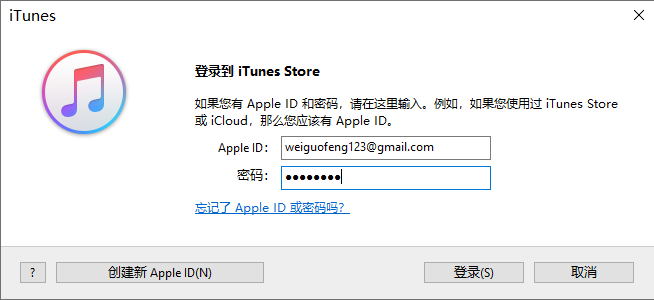 iTunes
登录到 iTunes Store
如果您有 Apple ID 和密码，请在这里输入。例如，如果您使用过 iTunes Store
或 iCloud，那么您应该有 Apple ID。
Apple ID： weiguofeng123@gmail.com
密码： ●●●●●●●●
忘记了 Apple ID 或密码吗？
? 创建新 Apple ID(N) 登录(S) 取消